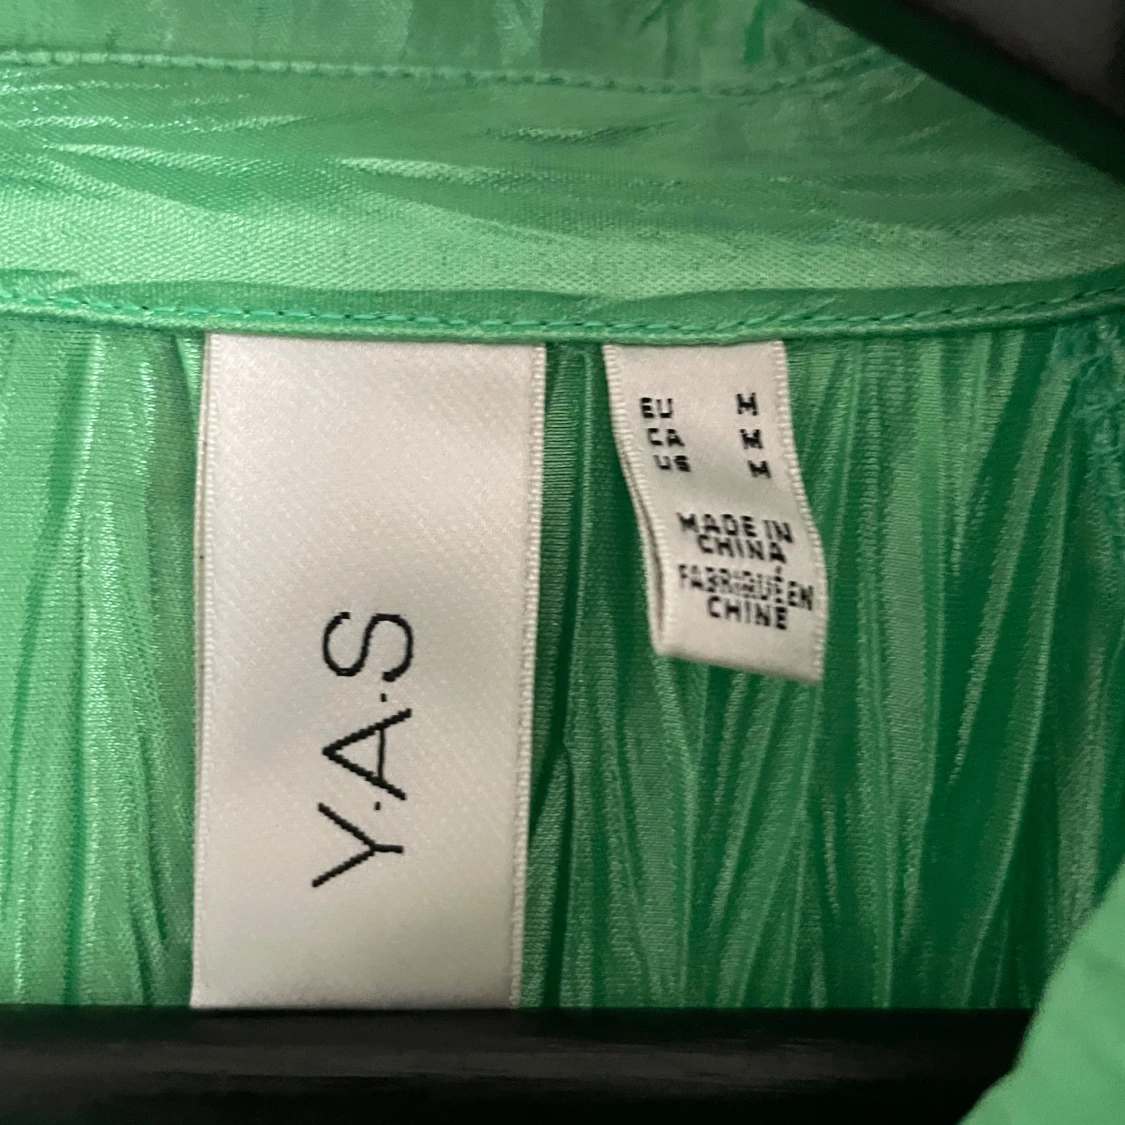 Y·A·S
EU M
CA M
US M
MADE IN
CHINA
FABRIQUÉ EN
CHINE